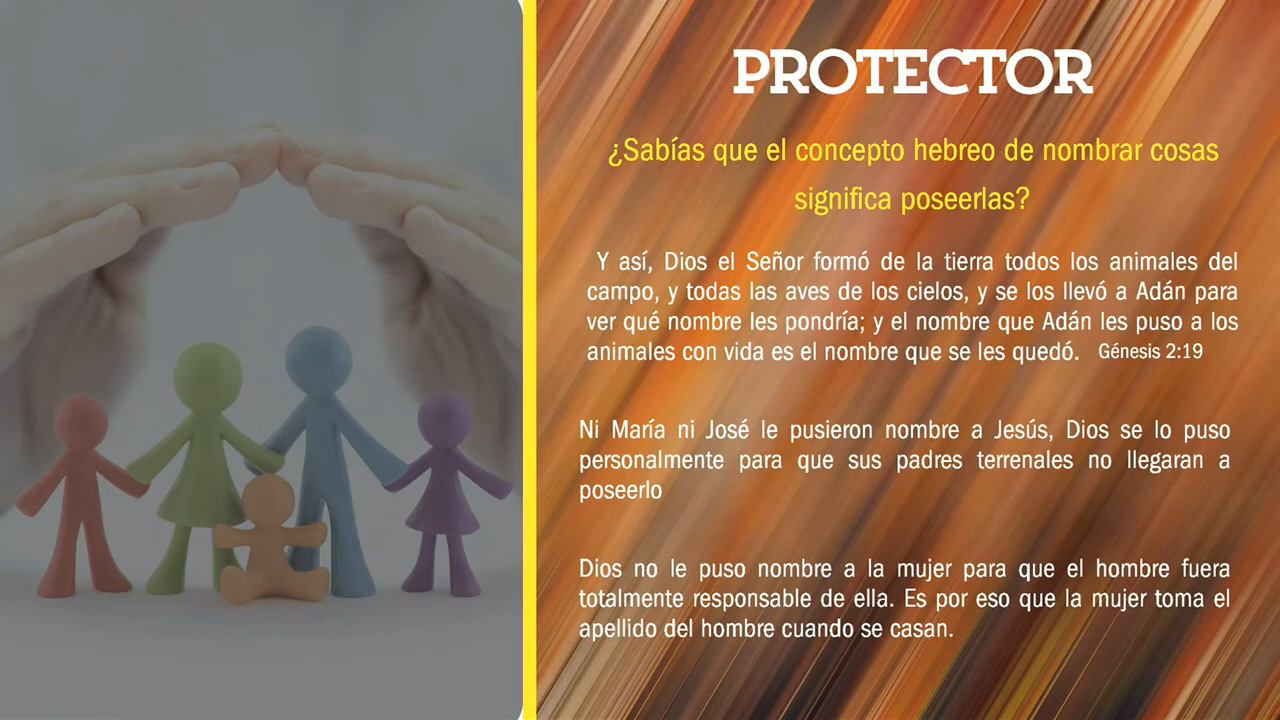 PROTECTOR
¿Sabías que el concepto hebreo de nombrar cosas
significa poseerlas?
Y así, Dios el Señor formó de la tierra todos los animales del
campo, y todas las aves de los cielos, y se los llevó a Adán para
ver qué nombre les pondría; y el nombre que Adán les puso a los
animales con vida es el nombre que se les quedó. Génesis 2:19
Ni María ni José le pusieron nombre a Jesús, Dios se lo puso
personalmente para que sus padres terrenales no llegaran a
poseerlo
Dios no le puso nombre a la mujer para que el hombre fuera
totalmente responsable de ella. Es por eso que la mujer toma el
apellido del hombre cuando se casan.